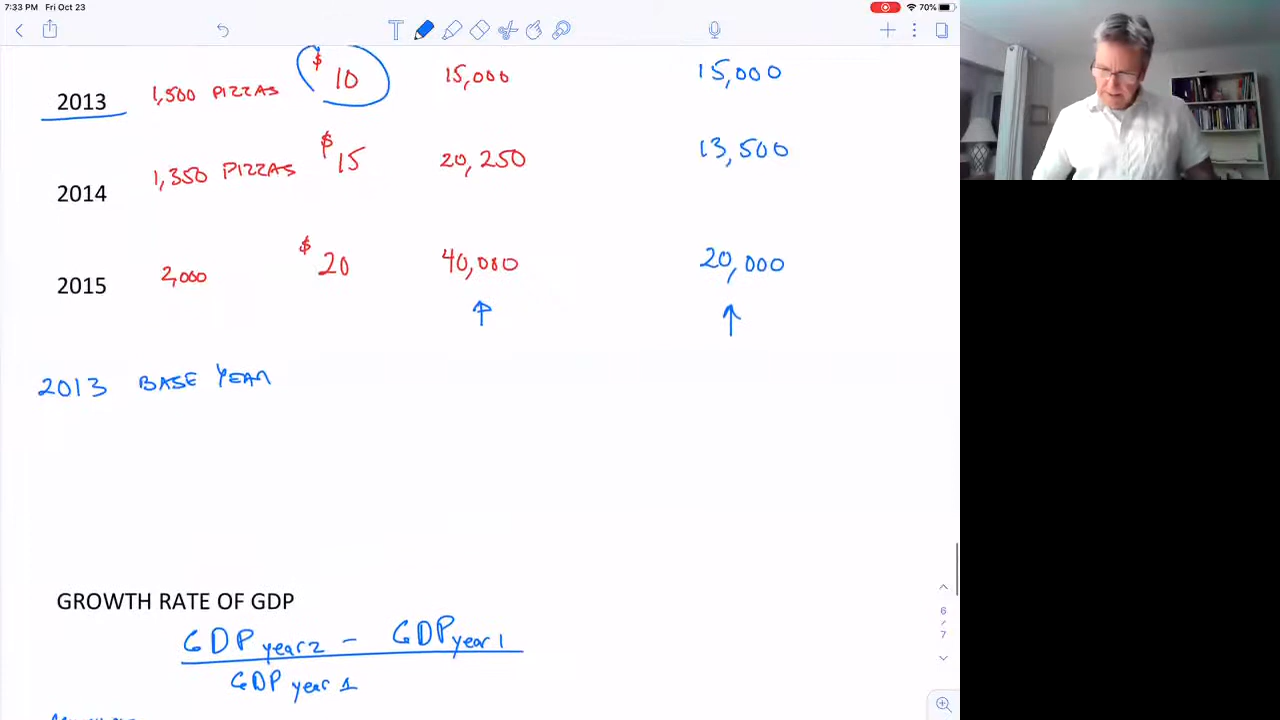 7:33 PM Fri Oct 23
70%
2013 1,500 PIZZAS $ 10 15,000 15,000
2014 1,350 PIZZAS $ 15 20,250 13,500
2015 2,000 $ 20 40,000 20,000
2013 BASE YEAR
GROWTH RATE OF GDP
GDP year 2 - GDP year 1
GDP year 1
6
/
7